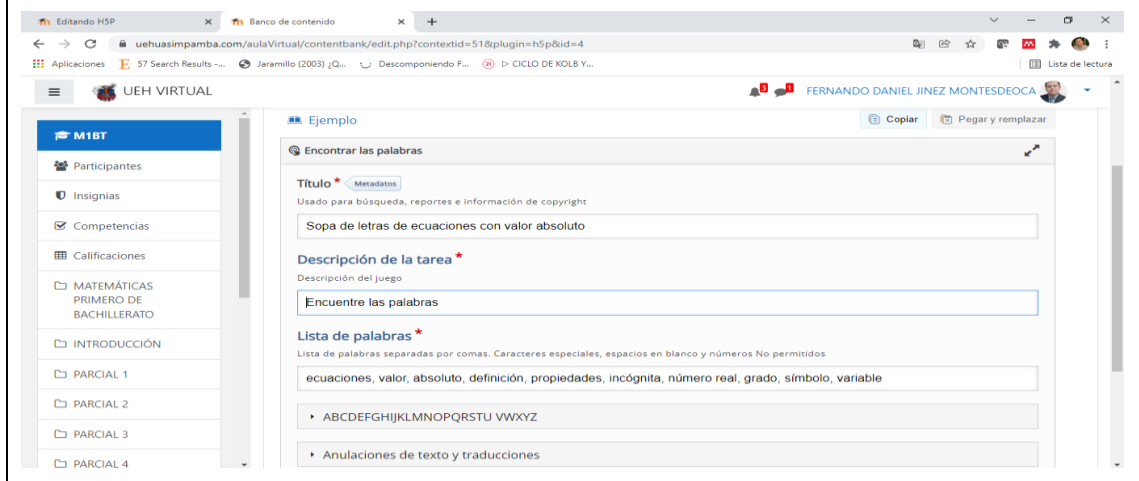 Editando H5P
Banco de contenido
uehuasimpamba.com/aulaVirtual/contentbank/edit.php?contextid=51&plugin=h5p&id=4
Aplicaciones
57 Search Results -...
Jaramillo (2003) ¿Q...
Descomponiendo F...
▷ CICLO DE KOLB Y...
Lista de lectura
UEH VIRTUAL
3
1
FERNANDO DANIEL JINEZ MONTESDEOCA
M1BT
Participantes
Insignias
Competencias
Calificaciones
MATEMÁTICAS
PRIMERO DE
BACHILLERATO
INTRODUCCIÓN
PARCIAL 1
PARCIAL 2
PARCIAL 3
PARCIAL 4
Ejemplo
Copiar
Pegar y remplazar
Encontrar las palabras
Título *
Metadatos
Usado para búsqueda, reportes e información de copyright
Sopa de letras de ecuaciones con valor absoluto
Descripción de la tarea *
Descripción del juego
Encuentre las palabras
Lista de palabras *
Lista de palabras separadas por comas. Caracteres especiales, espacios en blanco y números No permitidos
ecuaciones, valor, absoluto, definición, propiedades, incógnita, número real, grado, símbolo, variable
ABCDEFGHIJKLMNOPQRSTU VWXYZ
Anulaciones de texto y traducciones